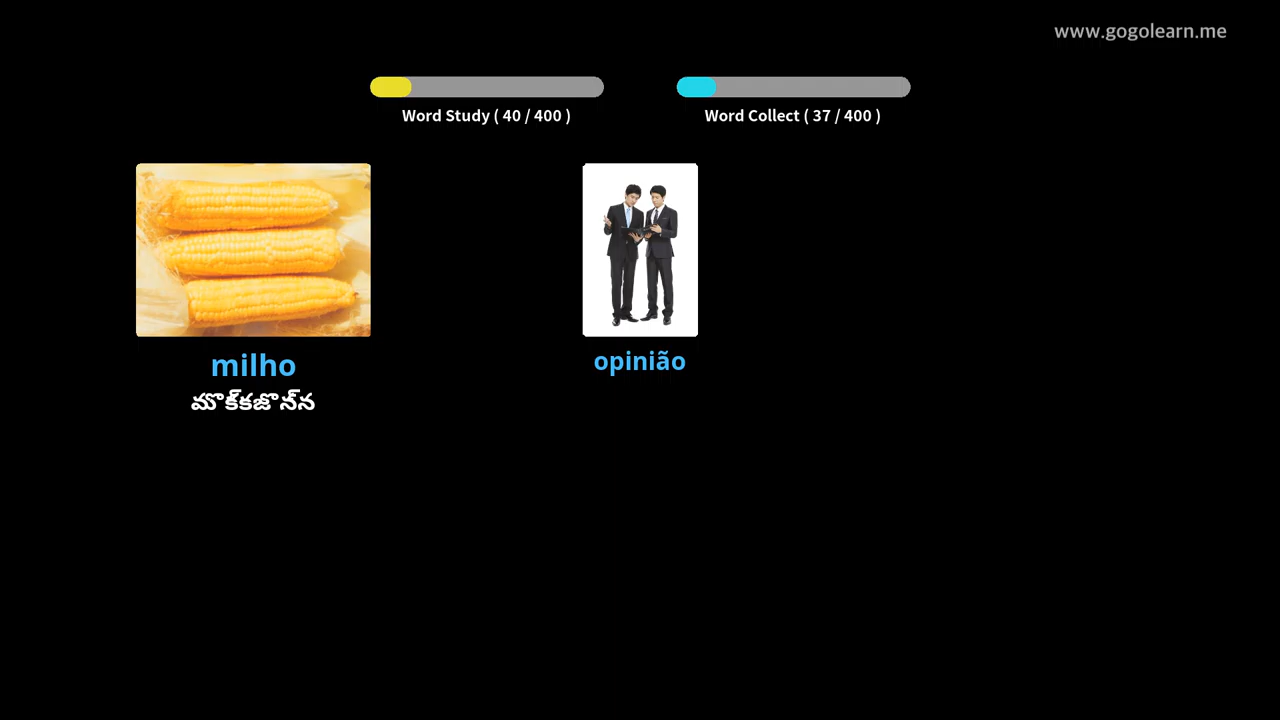 www.gogolearn.me
Word Study ( 40 / 400 )
Word Collect ( 37 / 400 )
milho
మొక్‌కజొన్‌న
opinião